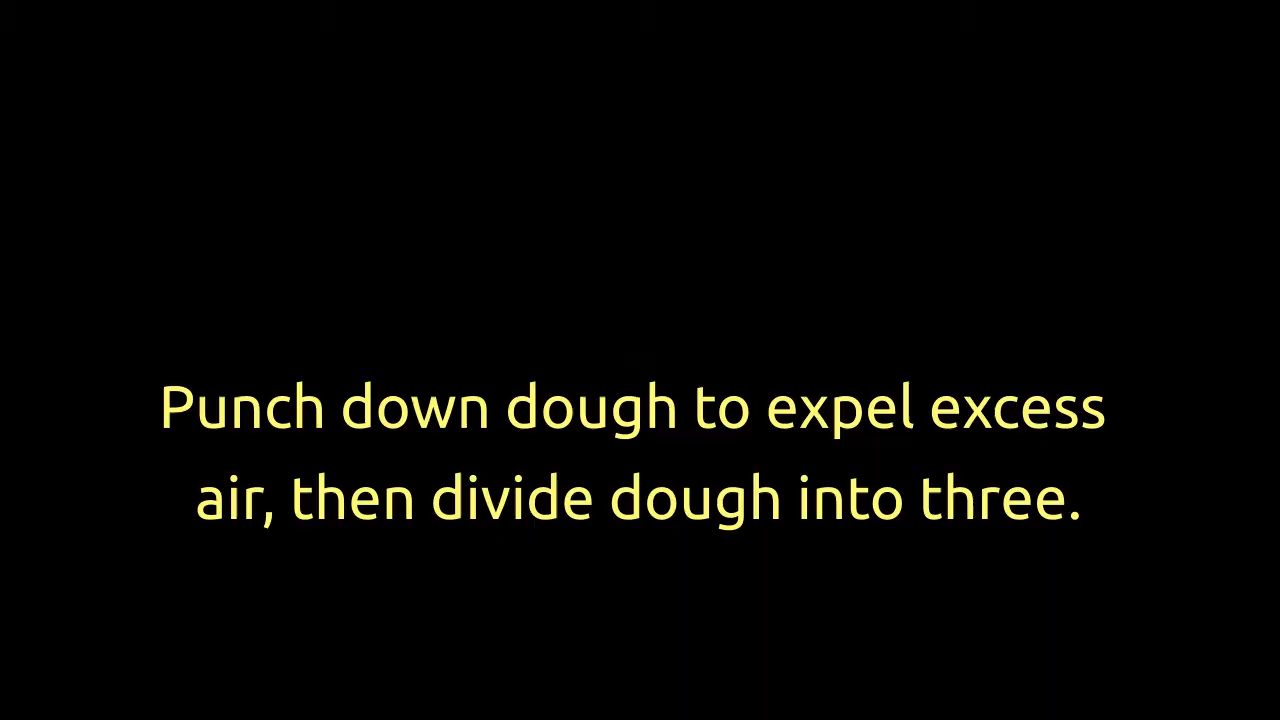 Punch down dough to expel excess
air, then divide dough into three.